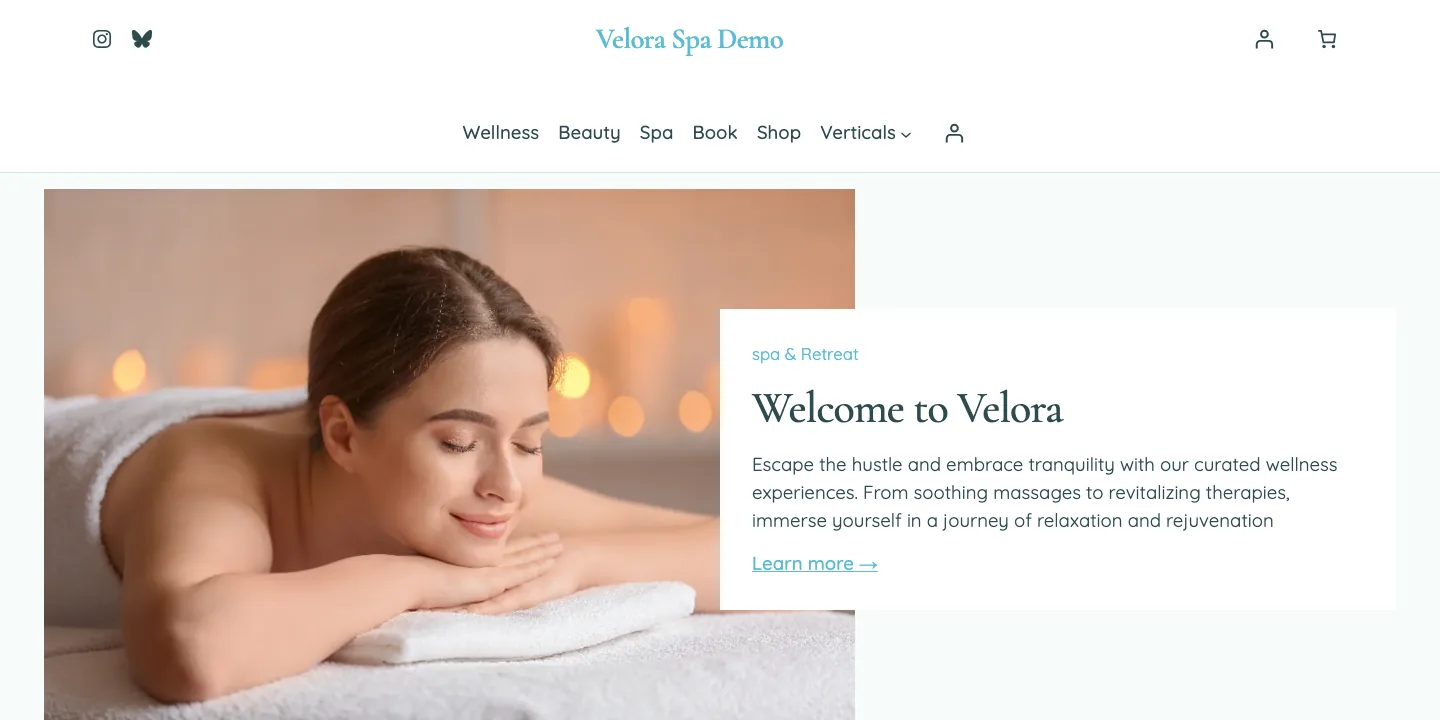 Velora Spa Demo
Wellness Beauty Spa Book Shop Verticals
spa & Retreat
Welcome to Velora
Escape the hustle and embrace tranquility with our curated wellness
experiences. From soothing massages to revitalizing therapies,
immerse yourself in a journey of relaxation and rejuvenation
Learn more →